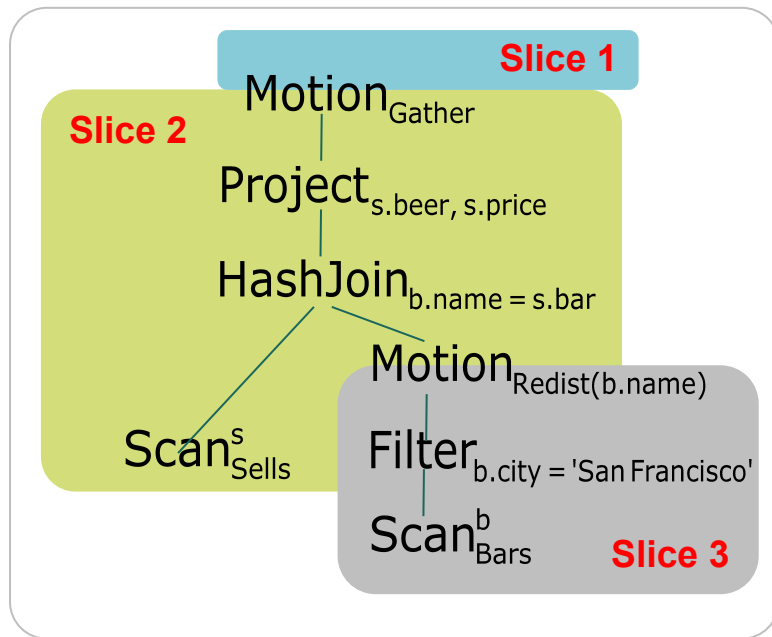 Slice 1
Motion Gather
Slice 2
Project s.beer, s.price
HashJoin b.name = s.bar
Motion Redist(b.name)
Scan s Sells
Filter b.city = 'San Francisco'
Scan b Bars
Slice 3